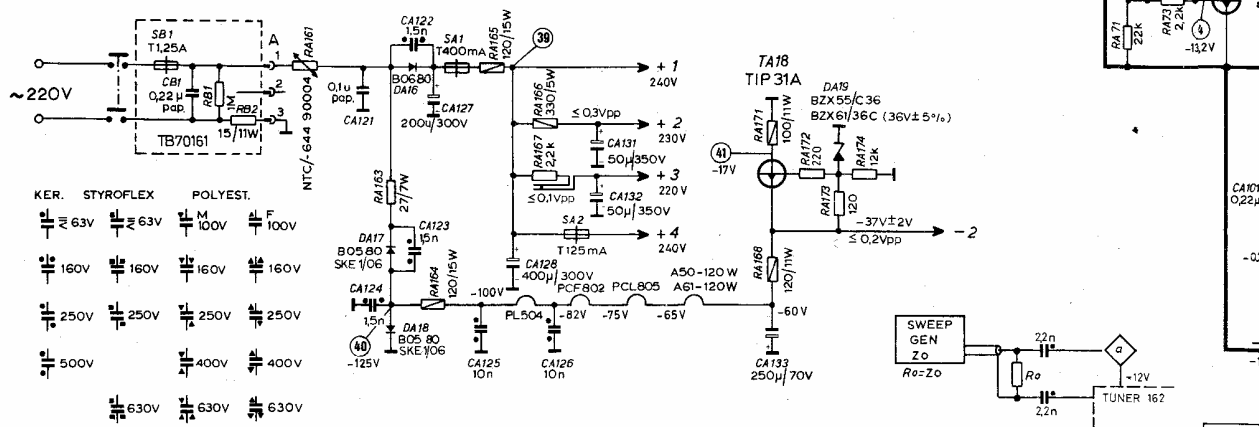 SB1
T1,25A
A
1
2
3
CB1
0,22 µ
pap.
RB1
1M
RB2
15/11W
TB70161
~220V
RA161
NTC/-644 90004
CA122
1,5n
B0680
DA16
0,1 u
pap.
CA121
CA127
200u/300V
SA1
T400mA
RA165
120/15W
39
+ 1
240V
RA166
330/5W
≤ 0,3Vpp
+ 2
230V
CA131
50µ/350V
RA167
2,2k
≤ 0,1Vpp
+ 3
220 V
CA132
50µ/350V
SA2
T125mA
+ 4
240V
CA128
400µ/300V
RA163
27/7W
DA17
B0580
SKE1/06
CA123
1,5n
CA124
1,5n
40
-125V
DA18
B05 80
SKE1/06
RA164
120/15W
-100V
CA125
10n
CA126
10n
PL504
PCF802
-82V
PCL805
-75V
A50-120 W
A61-120W
-65V
-60V
CA133
250µ/70V
RA168
120/11W
TA18
TIP 31A
RA171
100/11W
41
-17V
RA172
220
DA19
BZX55/C36
BZX61/36C (36V±5%)
RA174
12k
RA173
120
-37V±2V
≤ 0,2Vpp
- 2
KER. STYROFLEX POLYEST.
63V 63V M 100V F 100V
160V 160V 160V 160V
250V 250V 250V 250V
500V 400V 400V
630V 630V 630V
SWEEP
GEN
Zo
Ro=Zo
Ro
2,2n
2,2n
a
-12V
TUNER 162
RA71
22k
RA73
2,2k
4
-13,2V
CA101
0,22µ